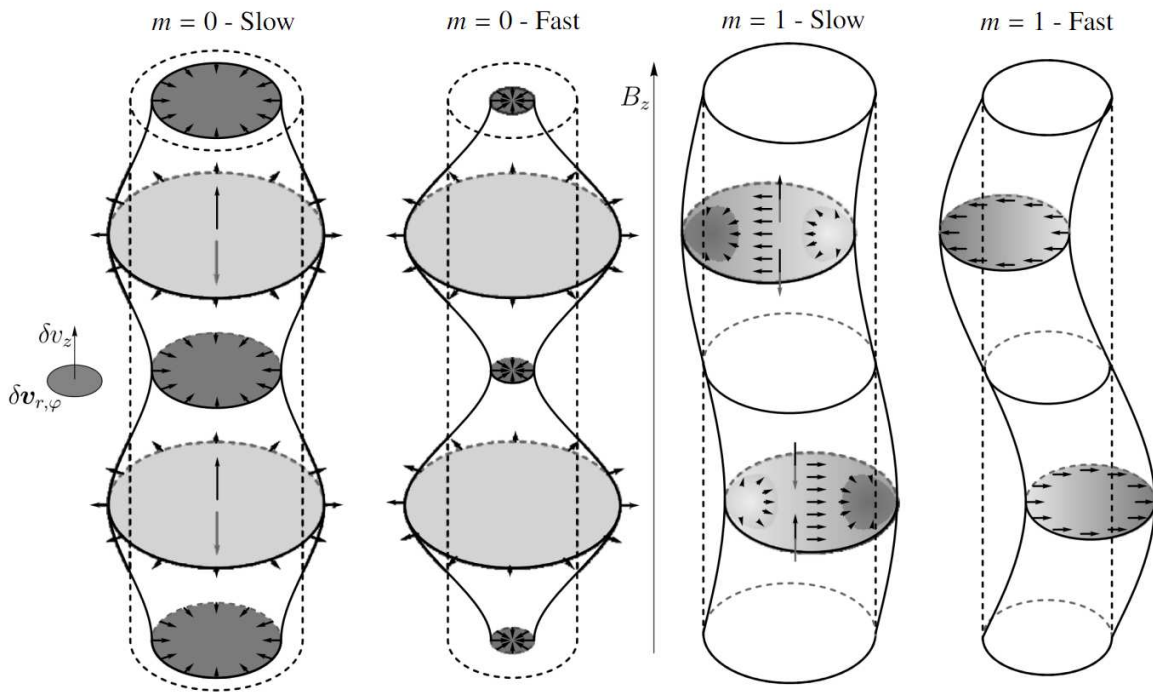 m = 0 - Slow
m = 0 - Fast
m = 1 - Slow
m = 1 - Fast
B_z
δv_z
δv_{r,φ}